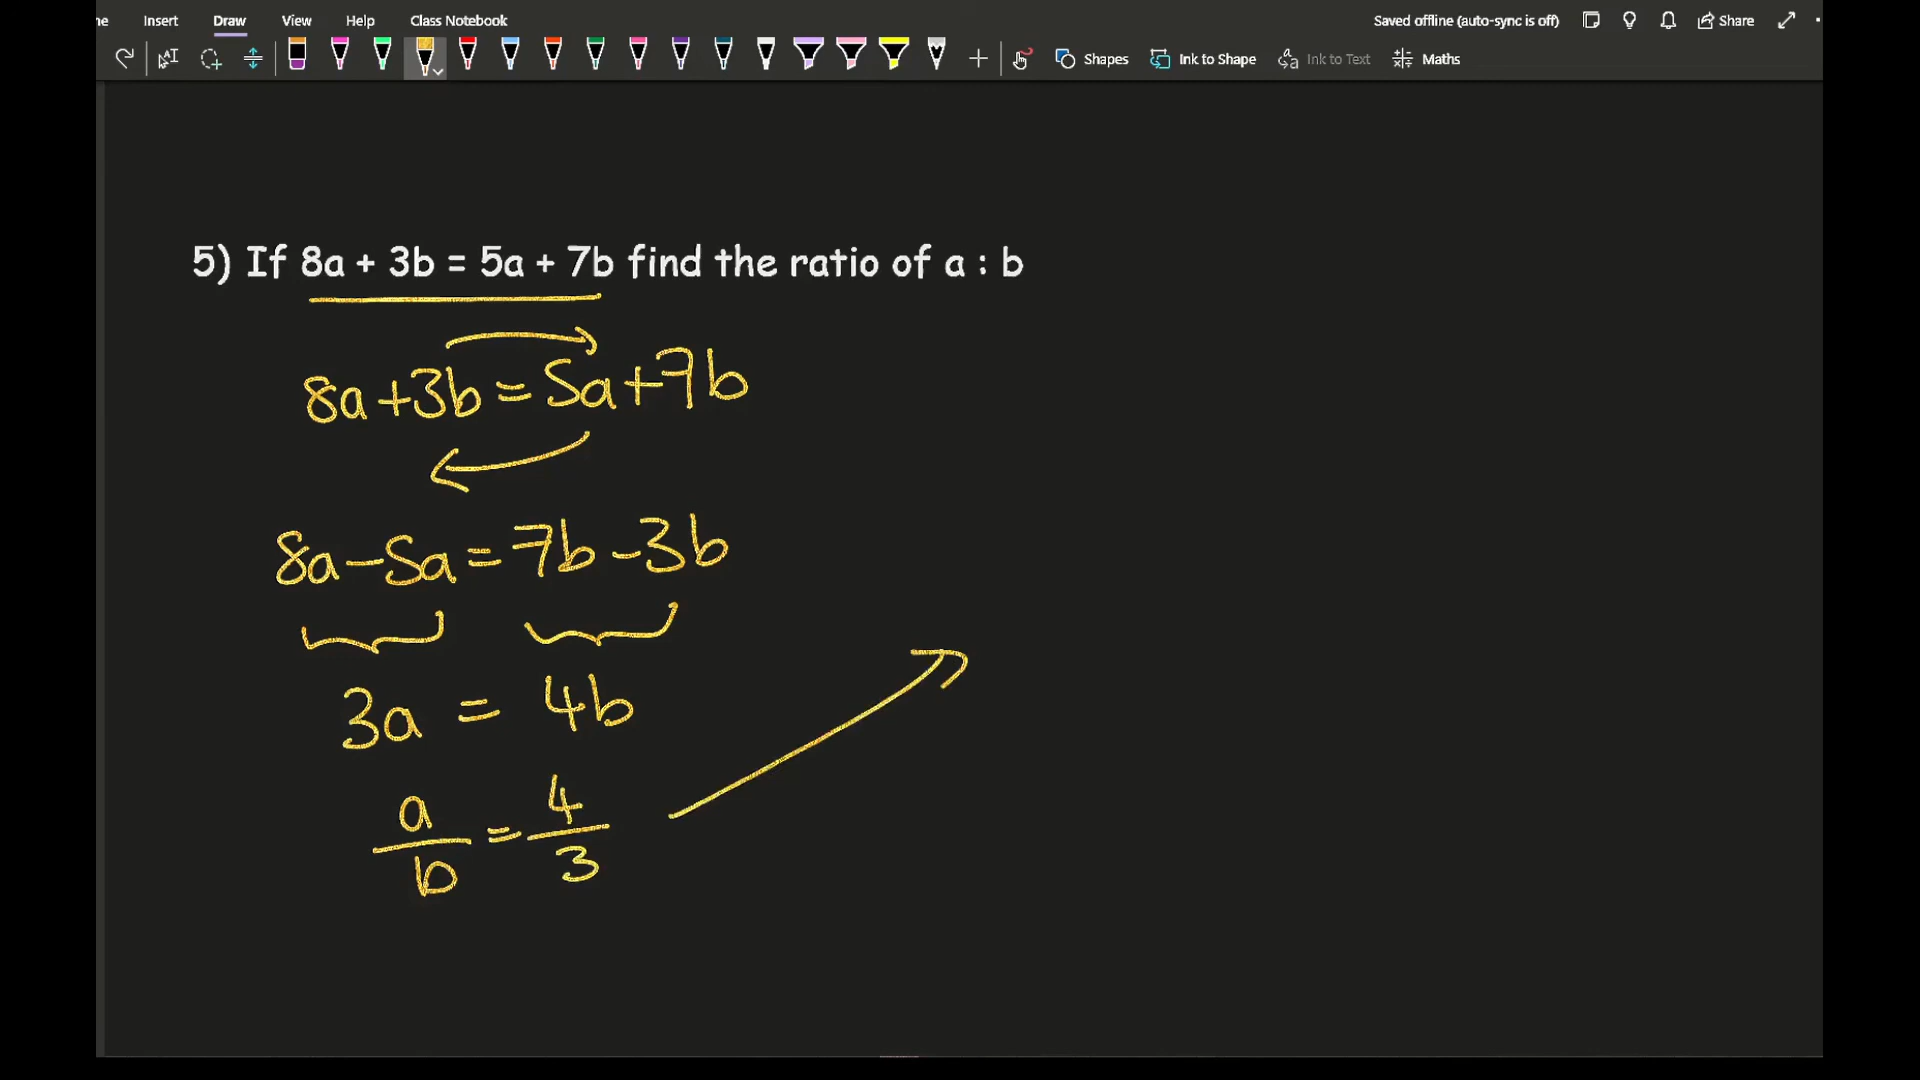 ne Insert Draw View Help Class Notebook Saved offline (auto-sync is off) Share
Shapes Ink to Shape Ink to Text Maths
5) If 8a + 3b = 5a + 7b find the ratio of a : b
8a+3b=5a+7b
8a-5a=7b-3b
3a = 4b
a/b = 4/3